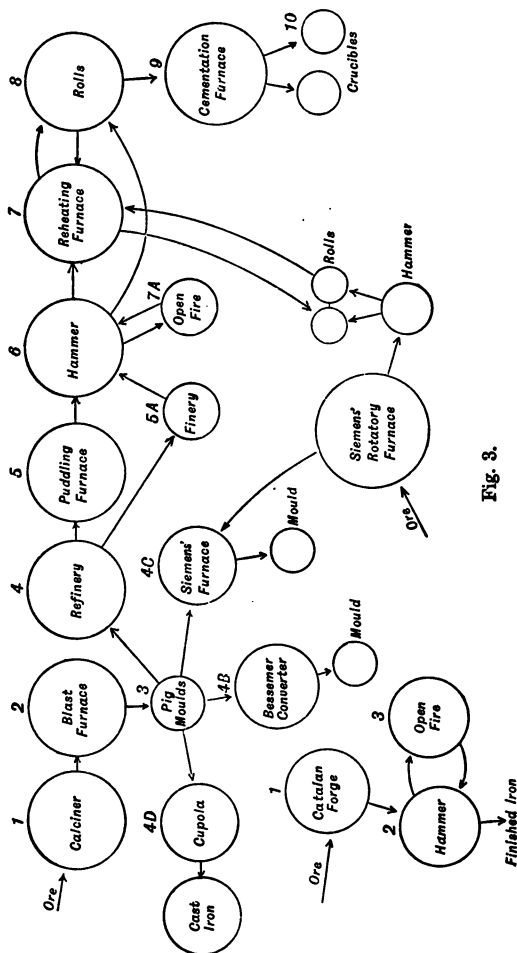 Ore
1
Calciner
2
Blast
Furnace
3
Pig
Moulds
4
Refinery
5
Puddling
Furnace
6
Hammer
7
Reheating
Furnace
8
Rolls
9
Cementation
Furnace
10
Crucibles
5A
Finery
7A
Open
Fire
4D
Cupola
Cast
Iron
4B
Bessemer
Converter
Mould
4C
Siemens'
Furnace
Mould
Ore
Siemens'
Rotatory
Furnace
Hammer
Rolls
Ore
1
Catalan
Forge
2
Hammer
3
Open
Fire
Finished Iron
Fig. 3.